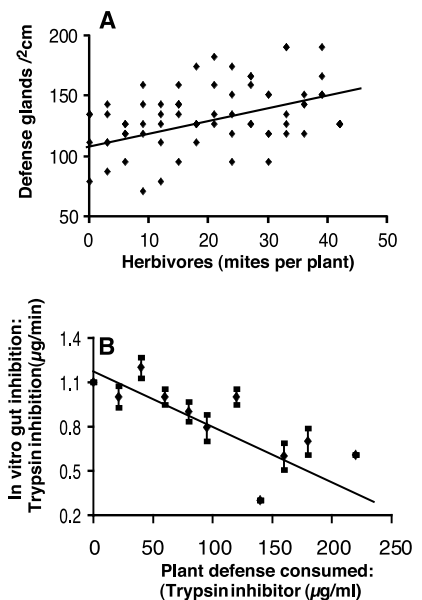 A
Defense glands /²cm
200
150
100
50
0
10
20
30
40
50
Herbivores (mites per plant)
B
In vitro gut inhibition:
Trypsin inhibition(µg/min)
1.4
1.1
0.8
0.5
0.2
0
50
100
150
200
250
Plant defense consumed:
(Trypsin inhibitor (µg/ml)